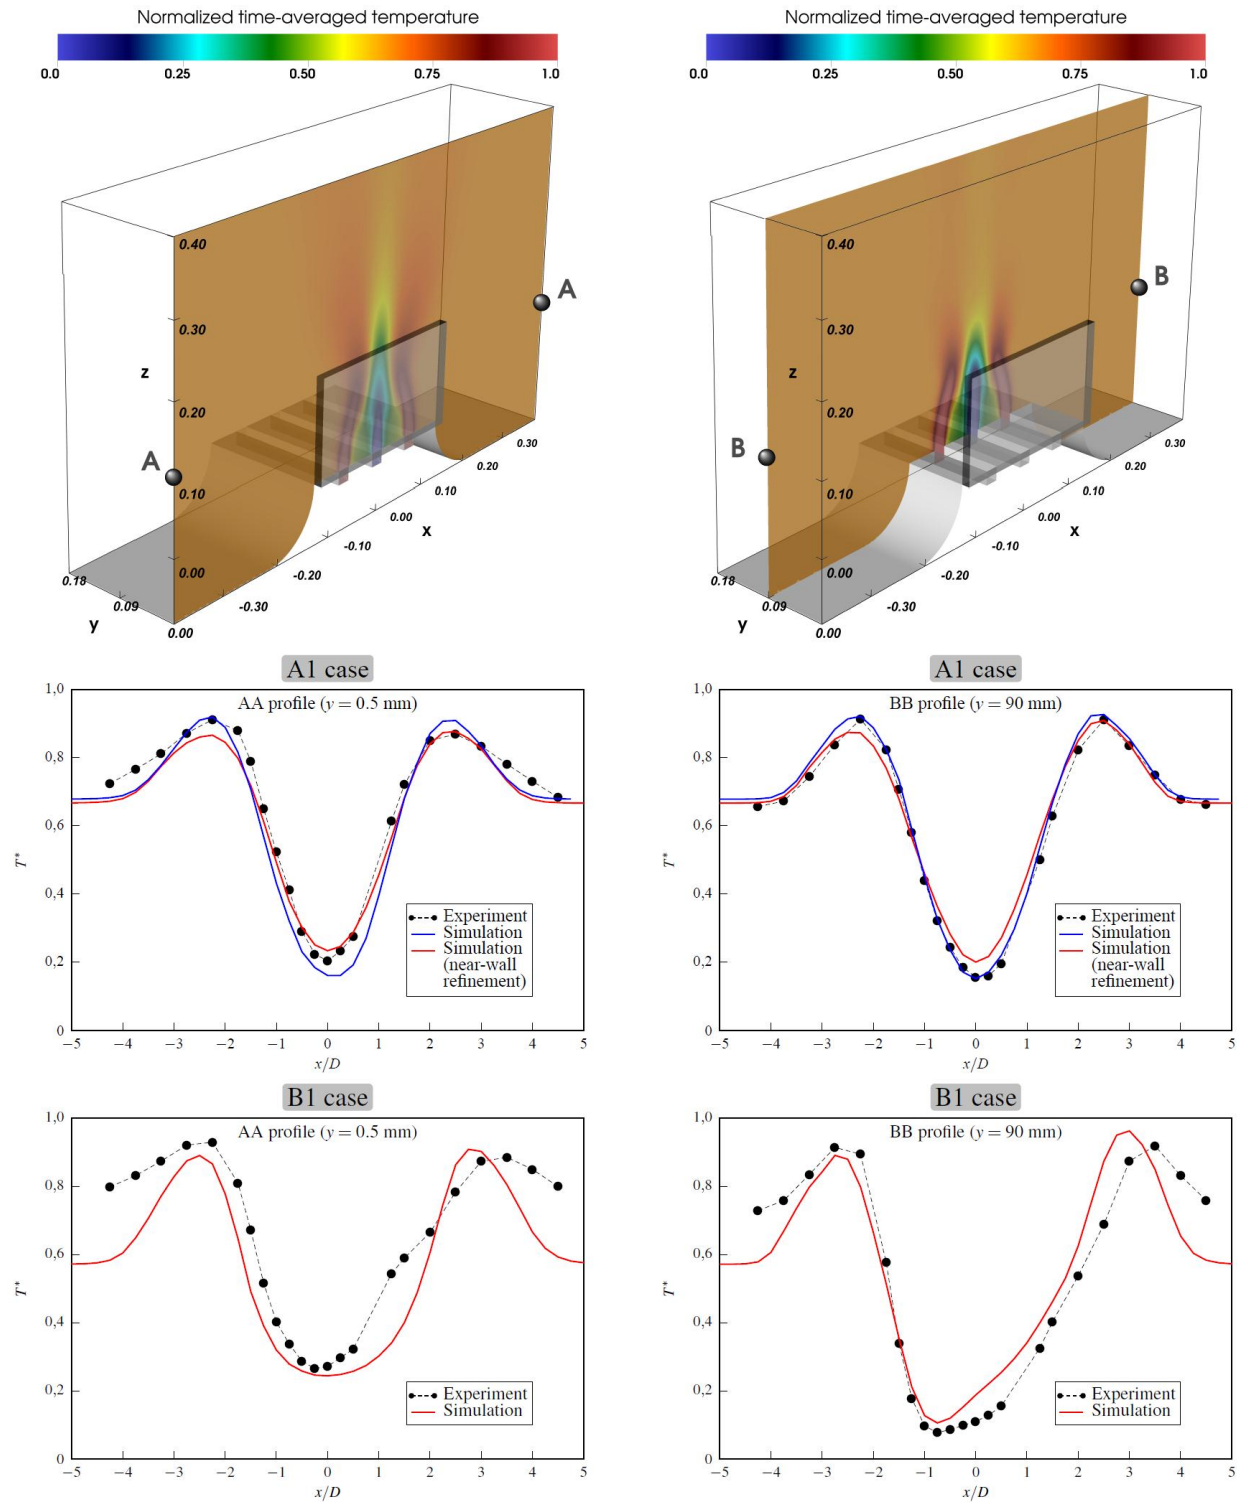 Normalized time-averaged temperature
0.0 0.25 0.50 0.75 1.0
A
0.40
0.30
z
0.20
A
0.10
0.00
0.18
0.09
y
0.00
-0.30
-0.20
-0.10
0.00
x
0.10
0.20
0.30
Normalized time-averaged temperature
0.0 0.25 0.50 0.75 1.0
B
0.40
0.30
z
0.20
B
0.10
0.00
0.18
0.09
y
0.00
-0.30
-0.20
-0.10
0.00
x
0.10
0.20
0.30
A1 case
AA profile (y = 0.5 mm)
1,0
0,8
0,6
T*
0,4
0,2
0
Experiment
Simulation
Simulation
(near-wall
refinement)
−5 −4 −3 −2 −1 0 1 2 3 4 5
x/D
A1 case
BB profile (y = 90 mm)
1,0
0,8
0,6
T*
0,4
0,2
0
Experiment
Simulation
Simulation
(near-wall
refinement)
−5 −4 −3 −2 −1 0 1 2 3 4 5
x/D
B1 case
AA profile (y = 0.5 mm)
1,0
0,8
0,6
T*
0,4
0,2
0
Experiment
Simulation
−5 −4 −3 −2 −1 0 1 2 3 4 5
x/D
B1 case
BB profile (y = 90 mm)
1,0
0,8
0,6
T*
0,4
0,2
0
Experiment
Simulation
−5 −4 −3 −2 −1 0 1 2 3 4 5
x/D